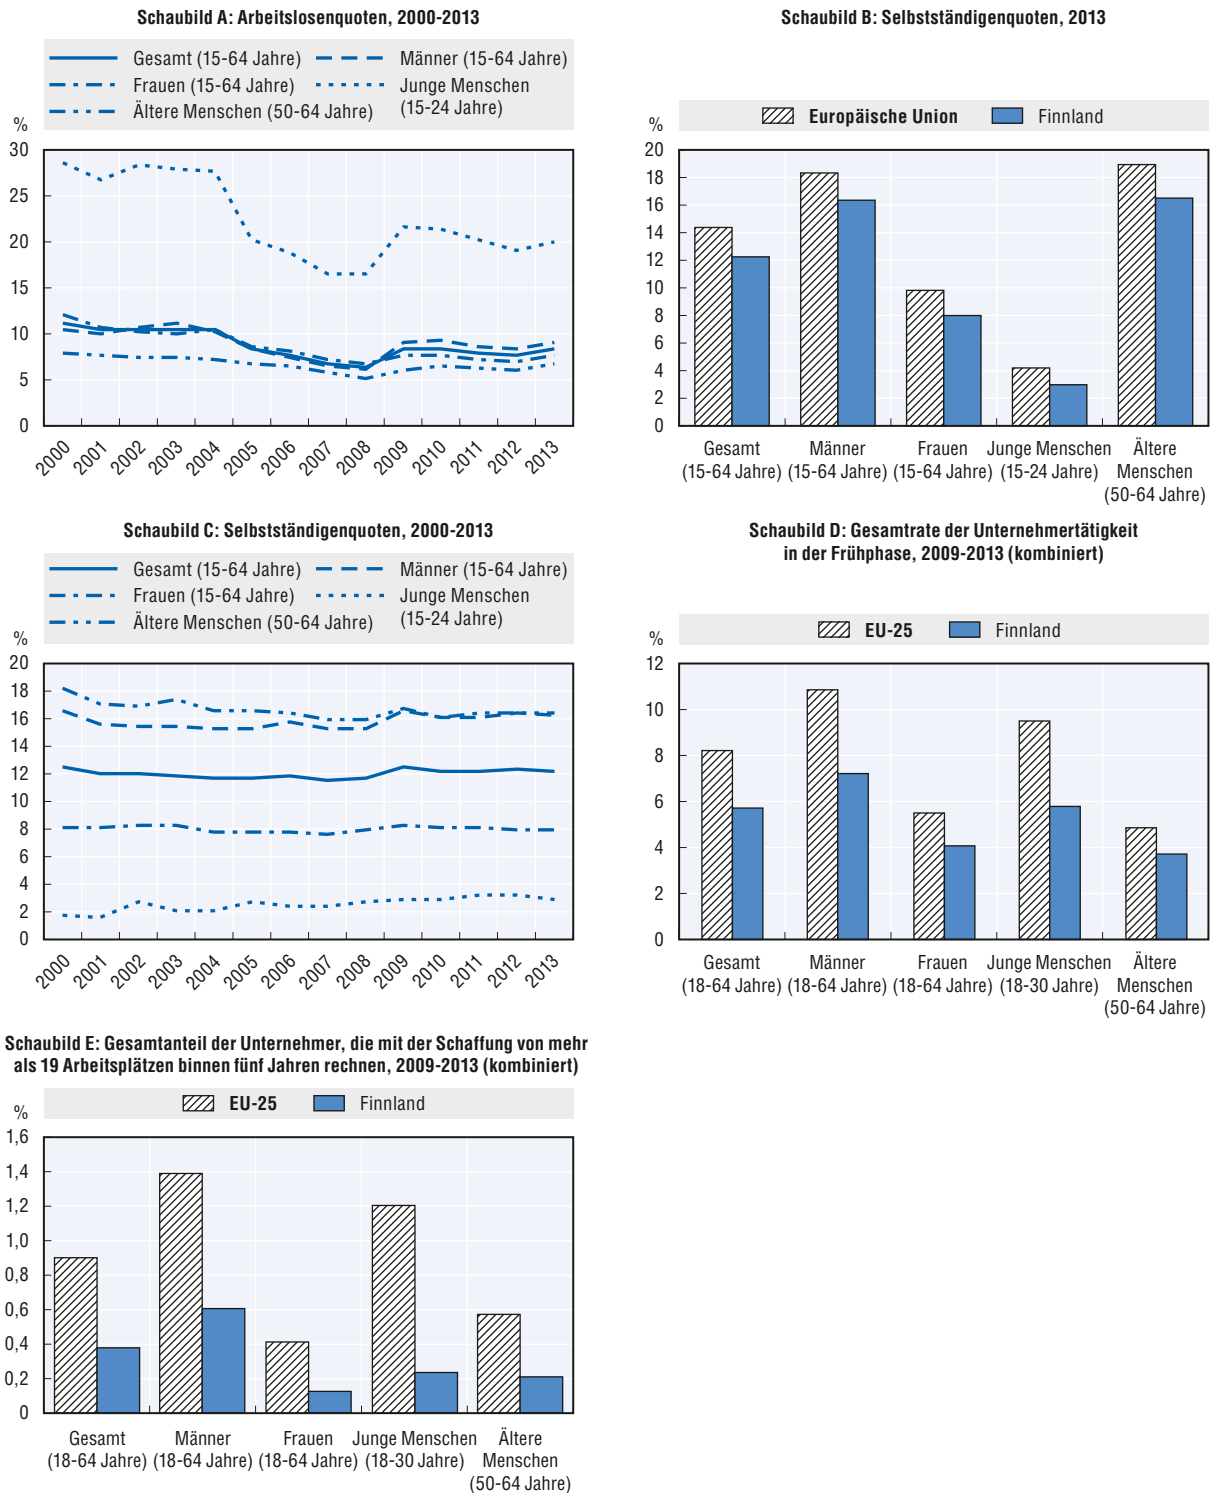 Schaubild A: Arbeitslosenquoten, 2000-2013
Gesamt (15-64 Jahre)
Männer (15-64 Jahre)
Frauen (15-64 Jahre)
Junge Menschen
(15-24 Jahre)
Ältere Menschen (50-64 Jahre)
%
30
25
20
15
10
5
0
2000 2001 2002 2003 2004 2005 2006 2007 2008 2009 2010 2011 2012 2013
Schaubild B: Selbstständigenquoten, 2013
Europäische Union
Finnland
%
20
18
16
14
12
10
8
6
4
2
0
Gesamt
(15-64 Jahre)
Männer
(15-64 Jahre)
Frauen
(15-64 Jahre)
Junge Menschen
(15-24 Jahre)
Ältere
Menschen
(50-64 Jahre)
Schaubild C: Selbstständigenquoten, 2000-2013
Gesamt (15-64 Jahre)
Männer (15-64 Jahre)
Frauen (15-64 Jahre)
Junge Menschen
(15-24 Jahre)
Ältere Menschen (50-64 Jahre)
%
20
18
16
14
12
10
8
6
4
2
0
2000 2001 2002 2003 2004 2005 2006 2007 2008 2009 2010 2011 2012 2013
Schaubild D: Gesamtrate der Unternehmertätigkeit
in der Frühphase, 2009-2013 (kombiniert)
EU-25
Finnland
%
12
10
8
6
4
2
0
Gesamt
(18-64 Jahre)
Männer
(18-64 Jahre)
Frauen
(18-64 Jahre)
Junge Menschen
(18-30 Jahre)
Ältere
Menschen
(50-64 Jahre)
Schaubild E: Gesamtanteil der Unternehmer, die mit der Schaffung von mehr
als 19 Arbeitsplätzen binnen fünf Jahren rechnen, 2009-2013 (kombiniert)
EU-25
Finnland
%
1,6
1,4
1,2
1,0
0,8
0,6
0,4
0,2
0
Gesamt
(18-64 Jahre)
Männer
(18-64 Jahre)
Frauen
(18-64 Jahre)
Junge Menschen
(18-30 Jahre)
Ältere
Menschen
(50-64 Jahre)